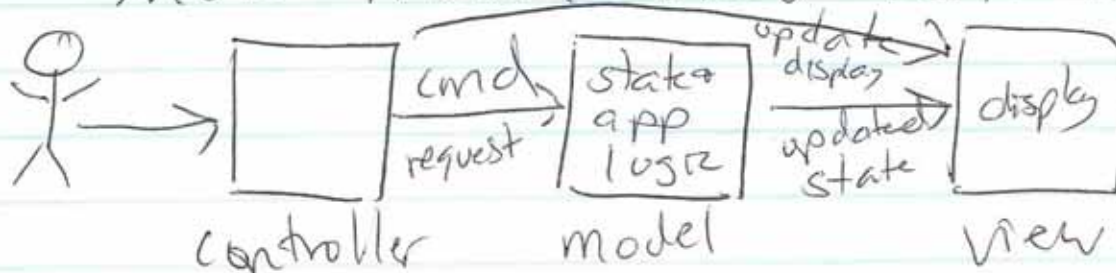 update
display
cmd
request
state &
app
logic
updated
state
display
controller
model
view